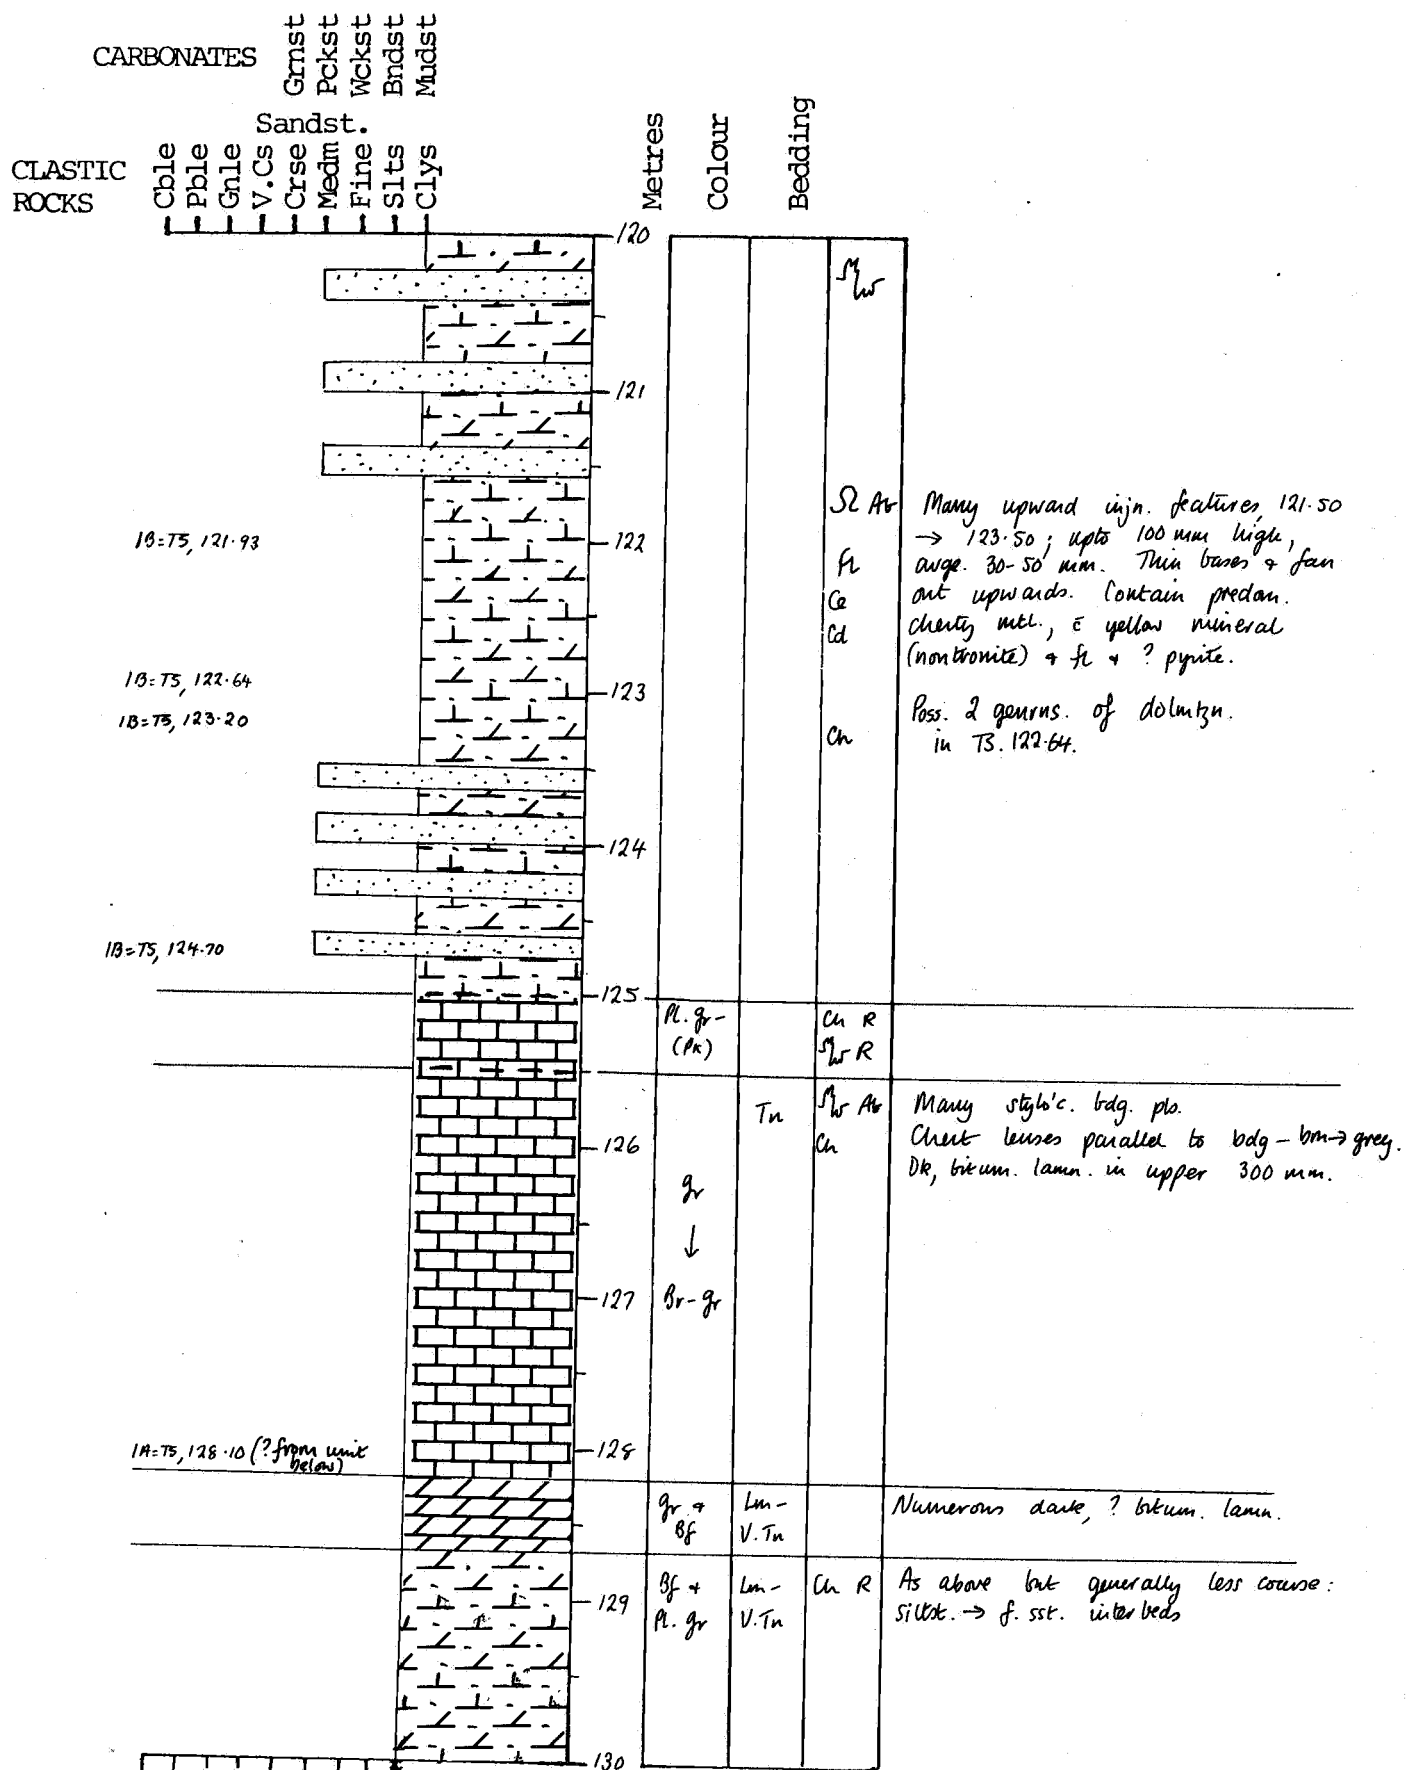 CARBONATES
Grnst
Pckst
Wckst
Bndst
Mudst
Sandst.
CLASTIC
ROCKS
Cble
Pble
Gnle
V.Cs
Crse
Medm
Fine
Slts
Clys
Metres
Colour
Bedding
120
121
Ω Ab Many upward injn. features, 121.50
1B=TS, 121.93
122
→ 123.50; upto 100 mm high,
fL avge. 30-50 mm. Thin bases & fan
Ce out upwards. Contain predom.
Cd cherty mtl., c̄ yellow mineral
(nontronite) & fL & ? pyrite.
1B=TS, 122.64
123
1B=TS, 123.20
Poss. 2 genrns. of dolmtzn.
Ch in TS. 122.64.
124
1B=TS, 124.70
125
Pl. gr- Ch R
(Pk) R
Tn Ab Many stylo'c. bdg. pls.
126
Ch Chert lenses parallel to bdg - brn → grey.
Dk, bitum. lamn. in upper 300 mm.
gr
↓
127
Br-gr
1A=TS, 128.10 (? from unit
below)
128
gr & Lm- Numerous dark, ? bitum. lamn.
Bf V.Tn
129
Bf & Lm- Ch R As above but generally less coarse:
Pl. gr V.Tn siltst. → f. sst. interbeds
130